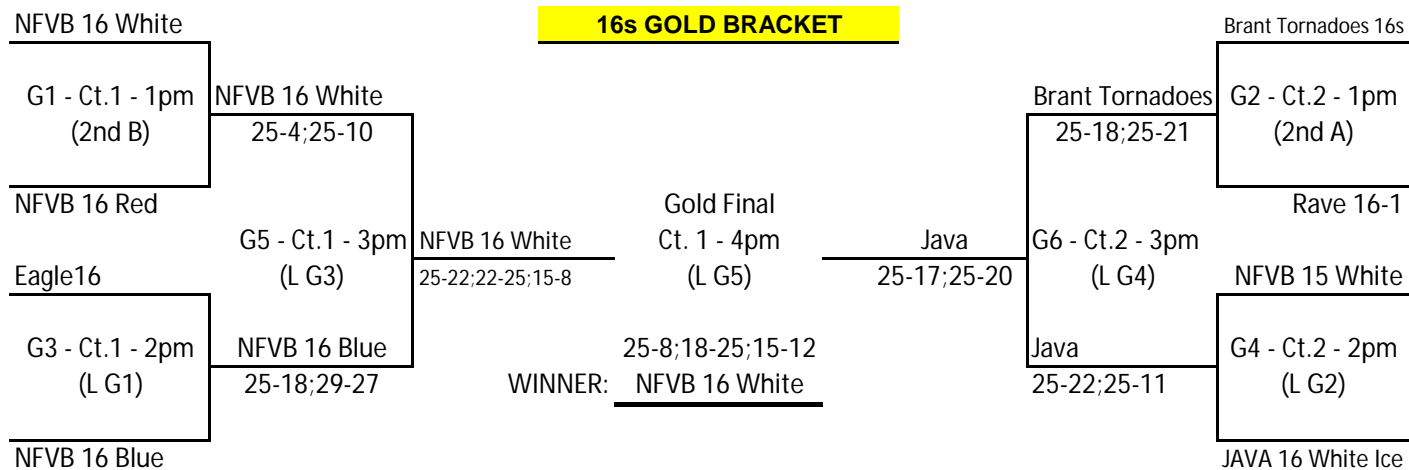 NFVB 16 White
16s GOLD BRACKET
Brant Tornadoes 16s
G1 - Ct.1 - 1pm
(2nd B)
NFVB 16 White
25-4;25-10
Brant Tornadoes
25-18;25-21
G2 - Ct.2 - 1pm
(2nd A)
NFVB 16 Red
Rave 16-1
G5 - Ct.1 - 3pm
(L G3)
NFVB 16 White
25-22;22-25;15-8
Gold Final
Ct. 1 - 4pm
(L G5)
Java
25-17;25-20
G6 - Ct.2 - 3pm
(L G4)
Eagle16
NFVB 15 White
G3 - Ct.1 - 2pm
(L G1)
NFVB 16 Blue
25-18;29-27
25-8;18-25;15-12
WINNER: NFVB 16 White
Java
25-22;25-11
G4 - Ct.2 - 2pm
(L G2)
NFVB 16 Blue
JAVA 16 White Ice